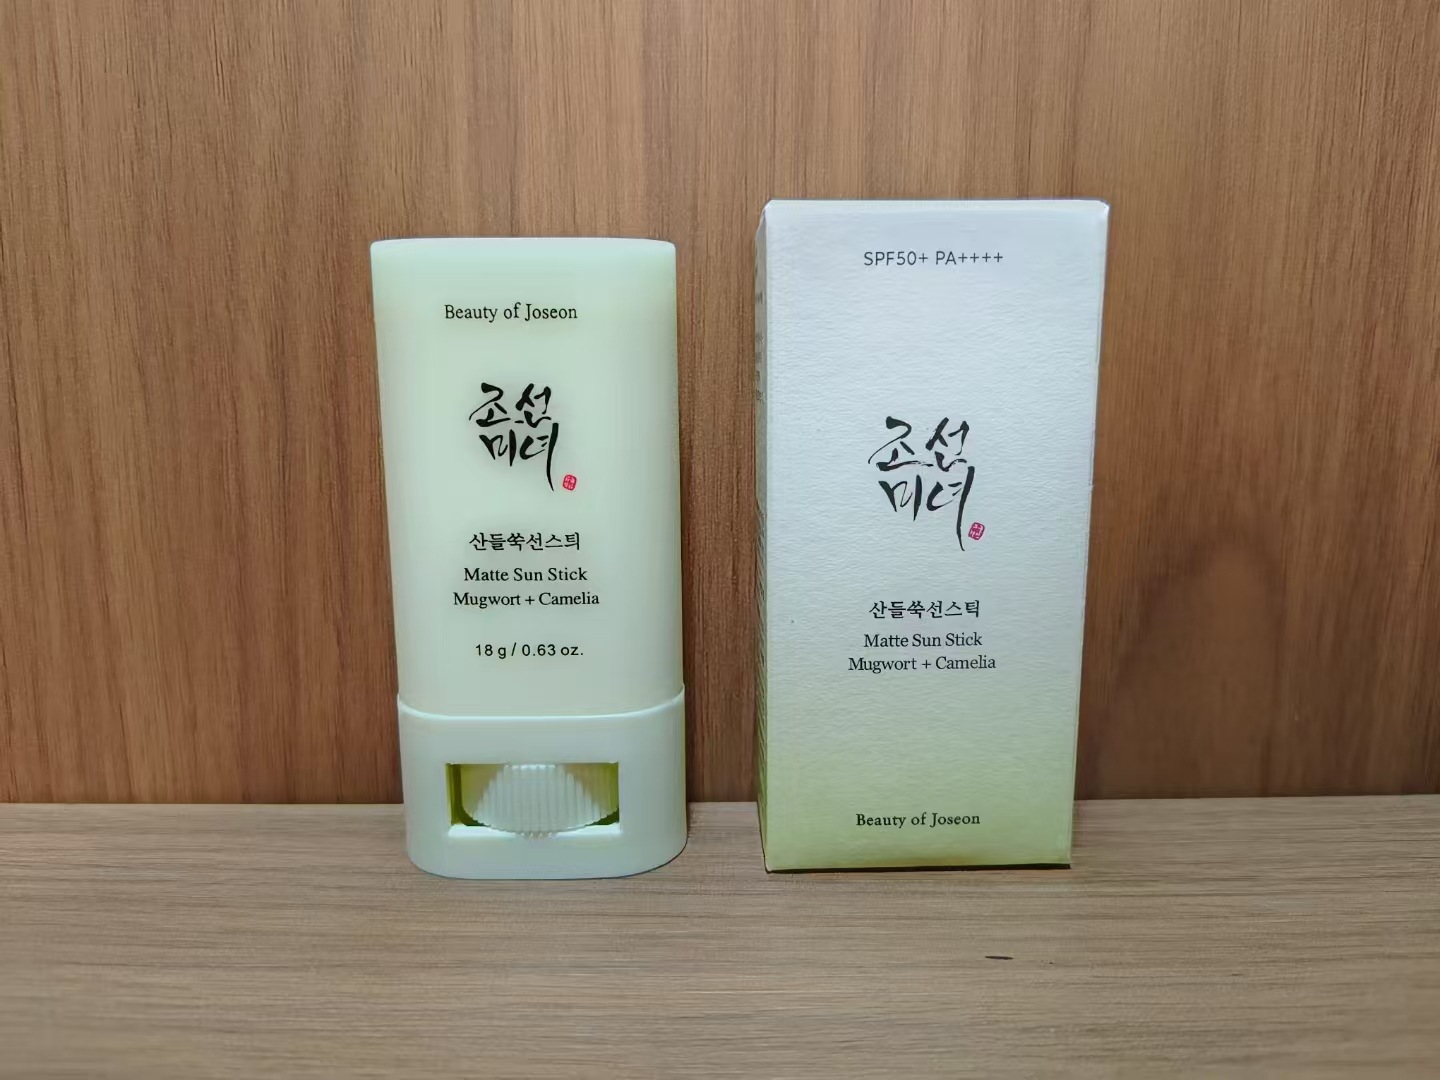 Beauty of Joseon
조선
미녀
산들쑥선스틱
Matte Sun Stick
Mugwort + Camelia
18 g / 0.63 oz.
SPF50+ PA++++
조선
미녀
산들쑥선스틱
Matte Sun Stick
Mugwort + Camelia
Beauty of Joseon